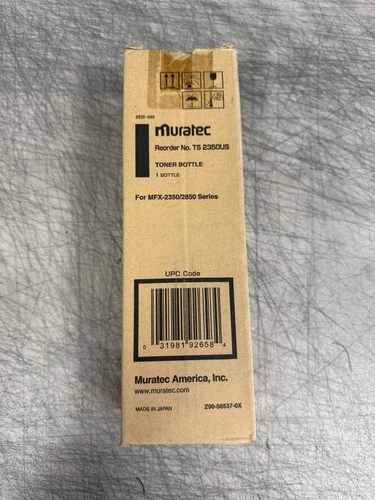 muratec
Reorder No. TS 2350US
TONER BOTTLE
1 BOTTLE
For MFX-2350/2850 Series
UPC Code
0 31981 92658 4
Muratec America, Inc.
www.muratec.com
MADE IN JAPAN Z90-56537-0X